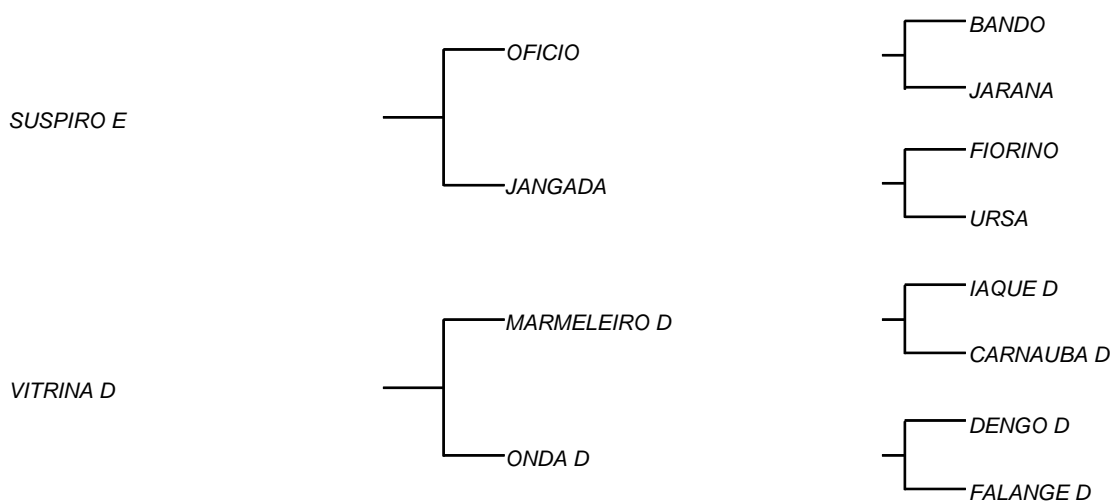 BANDO
OFICIO
JARANA
SUSPIRO E
FIORINO
JANGADA
URSA
IAQUE D
MARMELEIRO D
CARNAUBA D
VITRINA D
DENGO D
ONDA D
FALANGE D